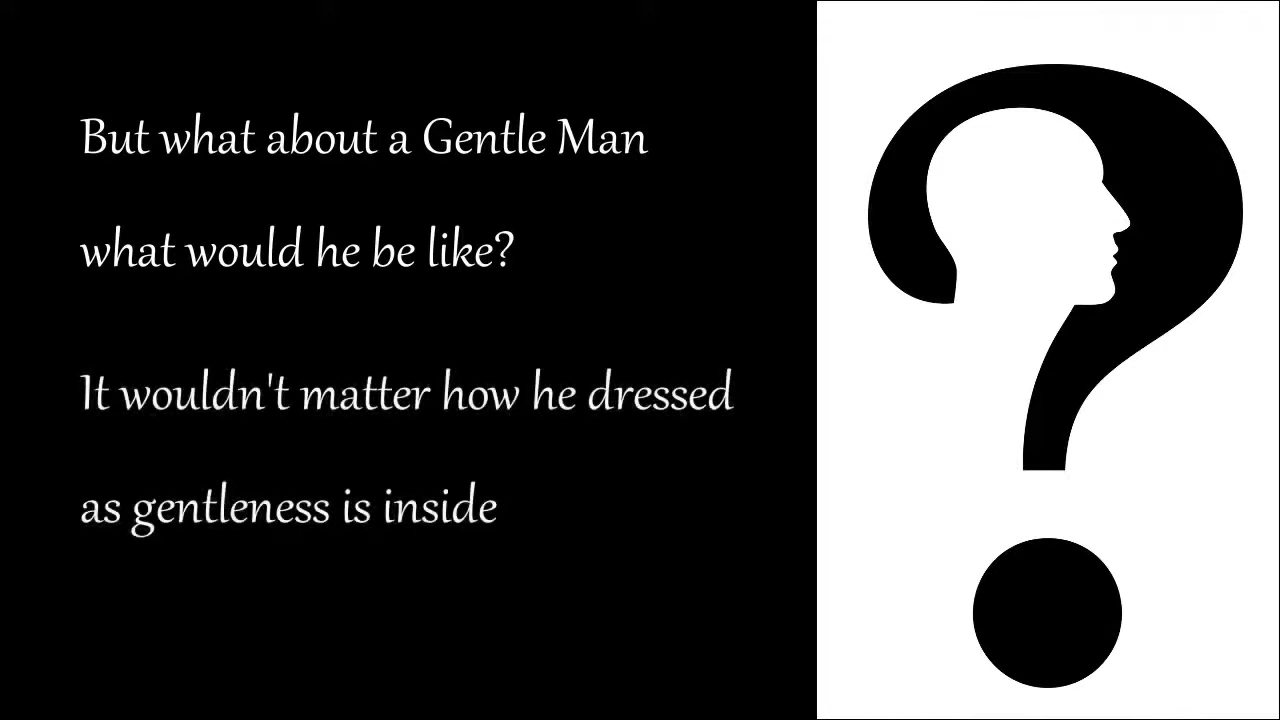 But what about a Gentle Man
what would he be like?
It wouldn't matter how he dressed
as gentleness is inside